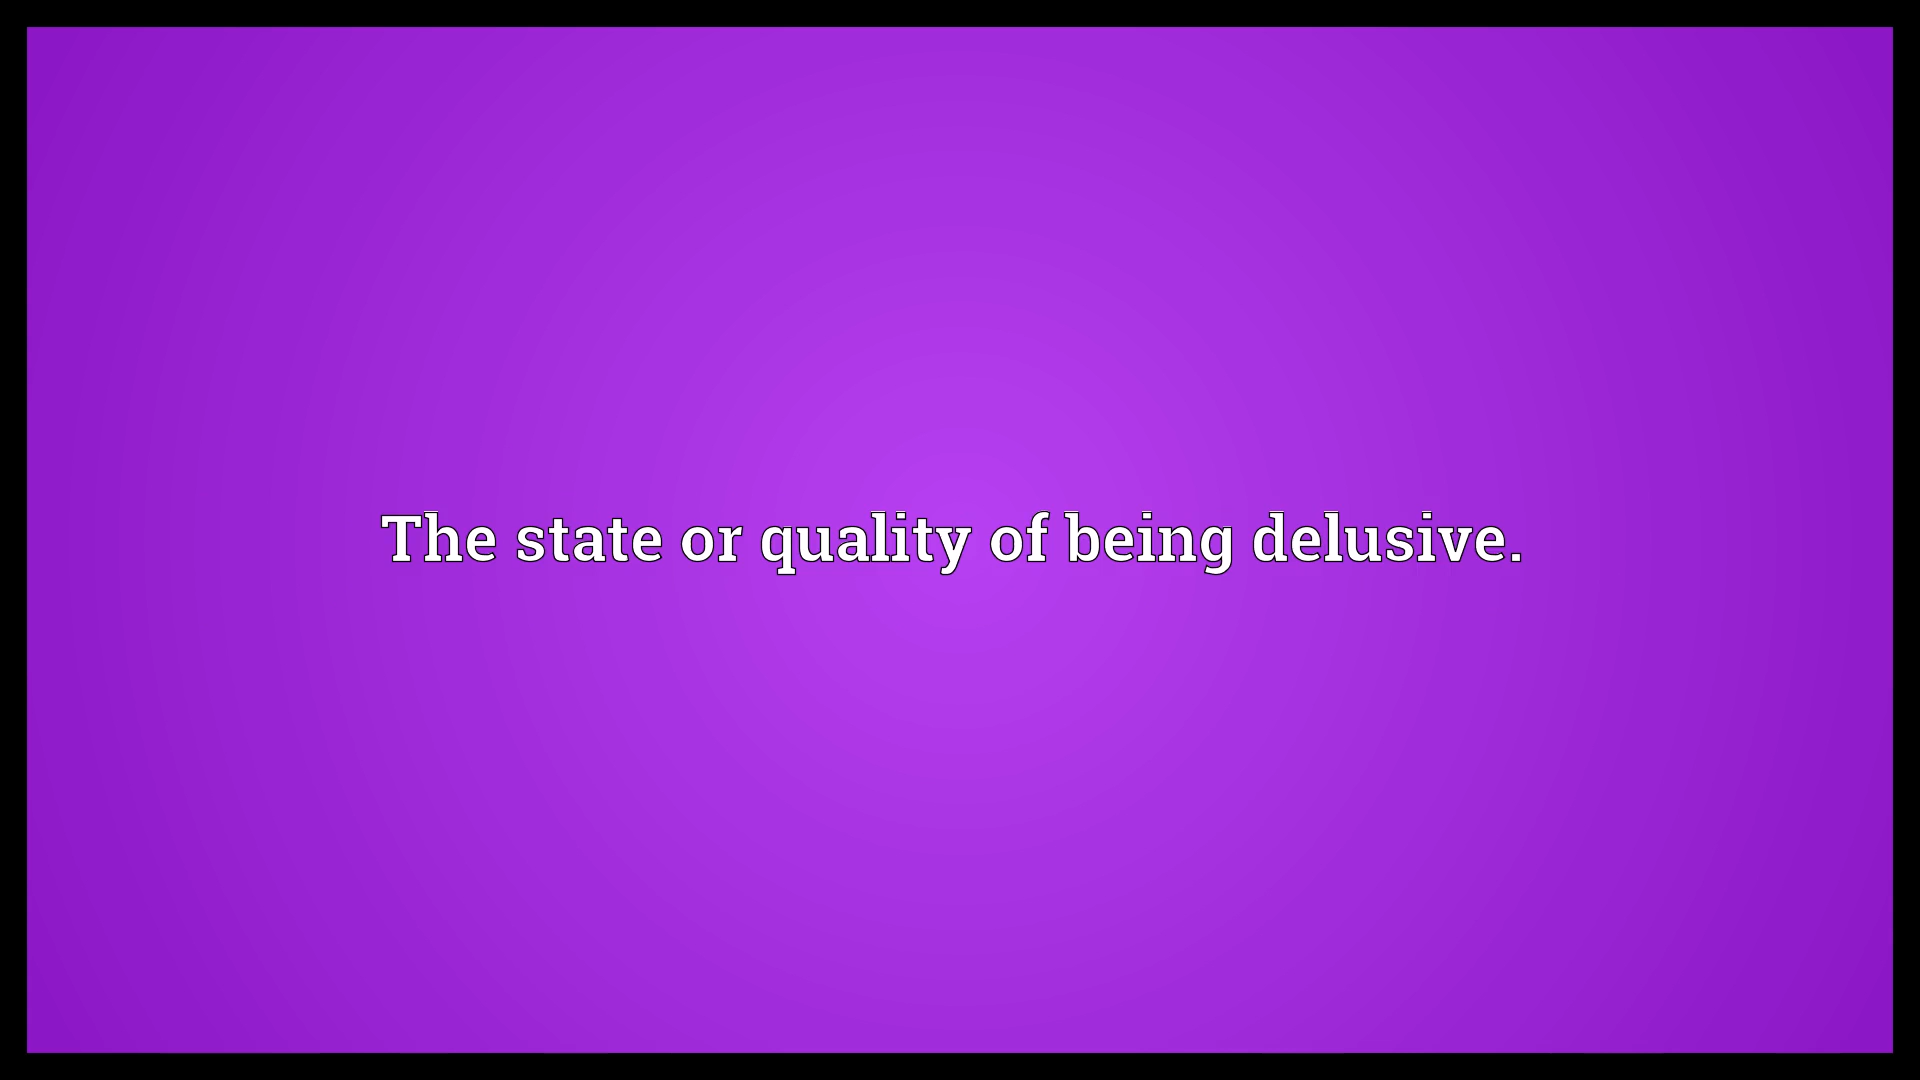 The state or quality of being delusive.